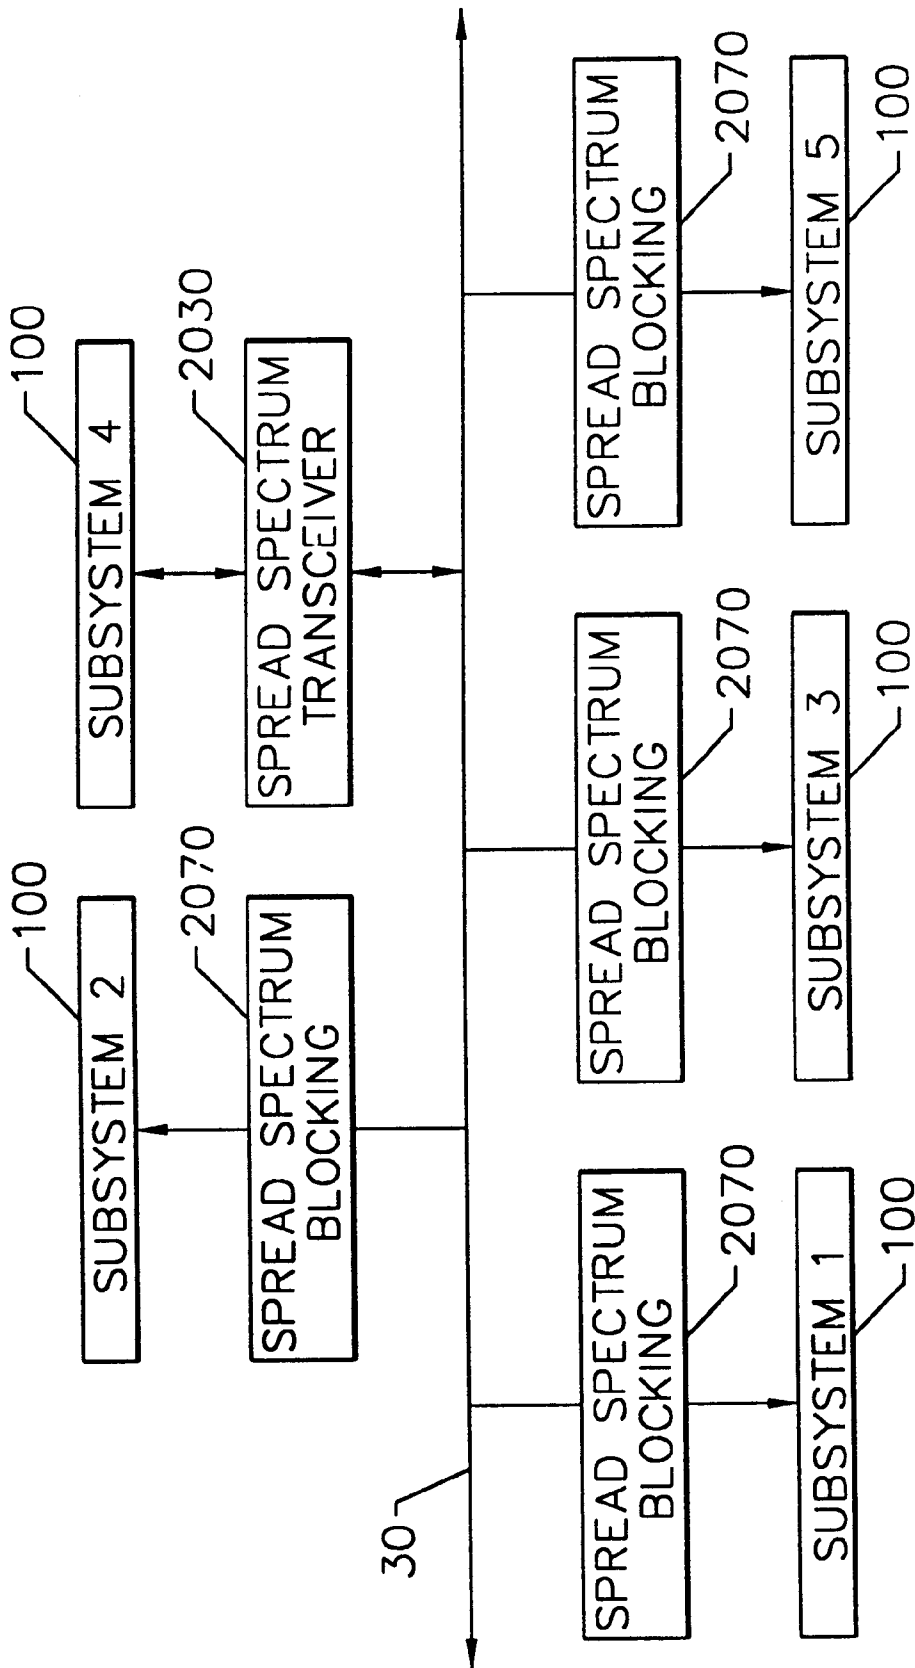 100
100
SUBSYSTEM 2
SUBSYSTEM 4
2070
2030
SPREAD SPECTRUM
BLOCKING
SPREAD SPECTRUM
TRANSCEIVER
30
SPREAD SPECTRUM
BLOCKING
SPREAD SPECTRUM
BLOCKING
SPREAD SPECTRUM
BLOCKING
2070
2070
2070
SUBSYSTEM 1
SUBSYSTEM 3
SUBSYSTEM 5
100
100
100